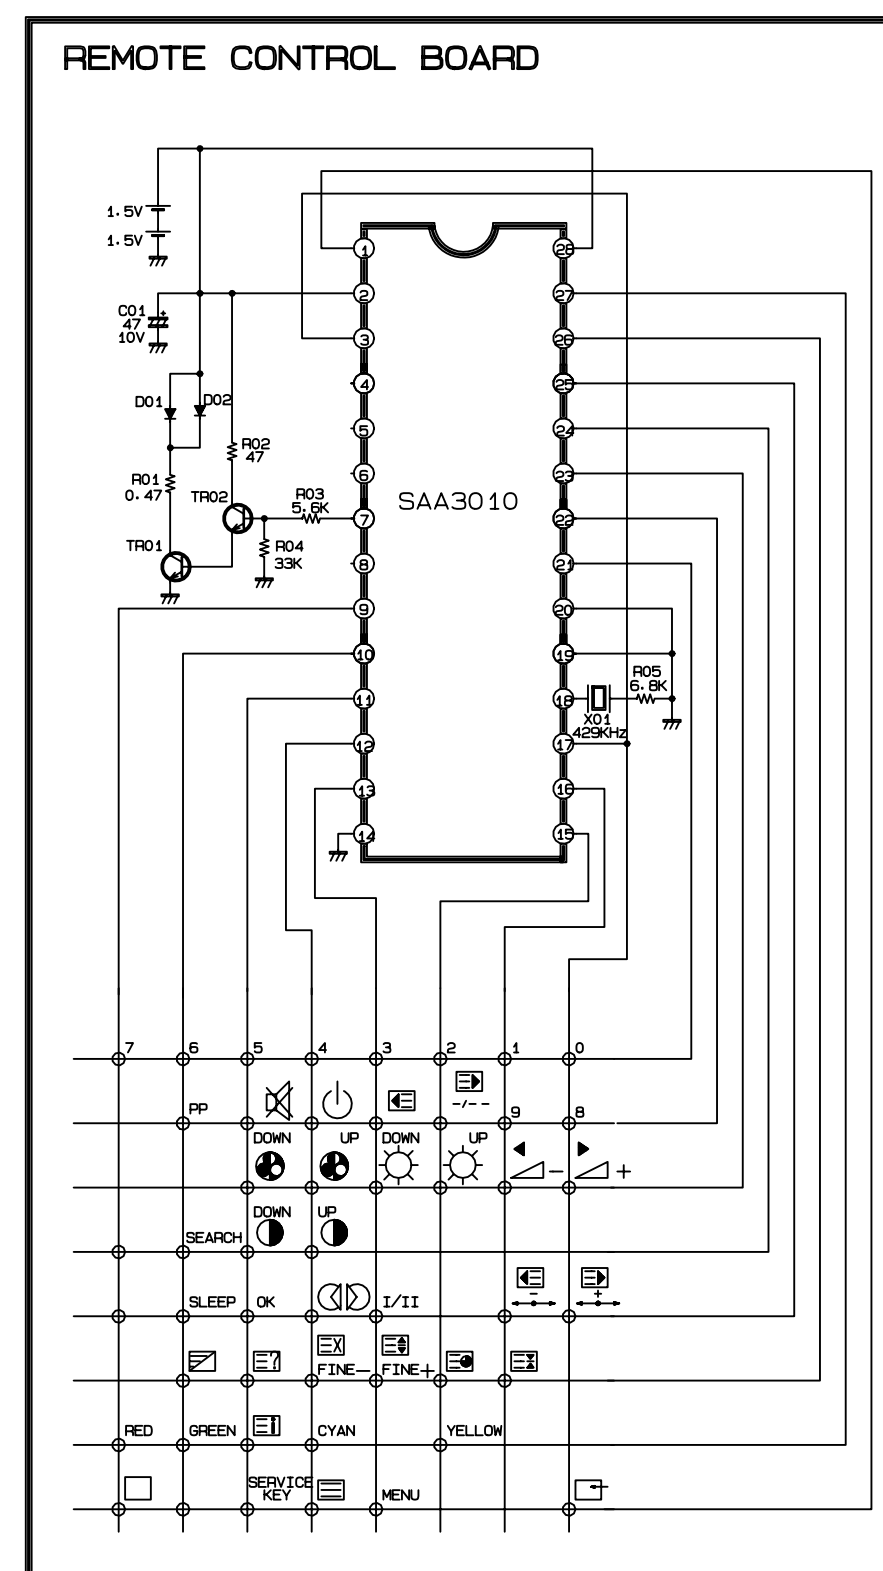 REMOTE CONTROL BOARD
1.5V
1.5V
1
28
2
27
C01
47
10V
+
3
26
4
25
D01
D02
5
24
R02
47
R01
0.47
6
23
TR02
R03
5.6K
SAA3010
7
22
TR01
R04
33K
8
21
9
20
10
19
R05
6.8K
11
18
X01
429KHz
12
17
13
16
14
15
7 6 5 4 3 2 1 0
PP
-/--
9 8
DOWN UP DOWN UP
- +
SEARCH
DOWN UP
SLEEP OK I/II
- +
X
?
FINE- FINE+
i
RED GREEN CYAN YELLOW
SERVICE
KEY
MENU